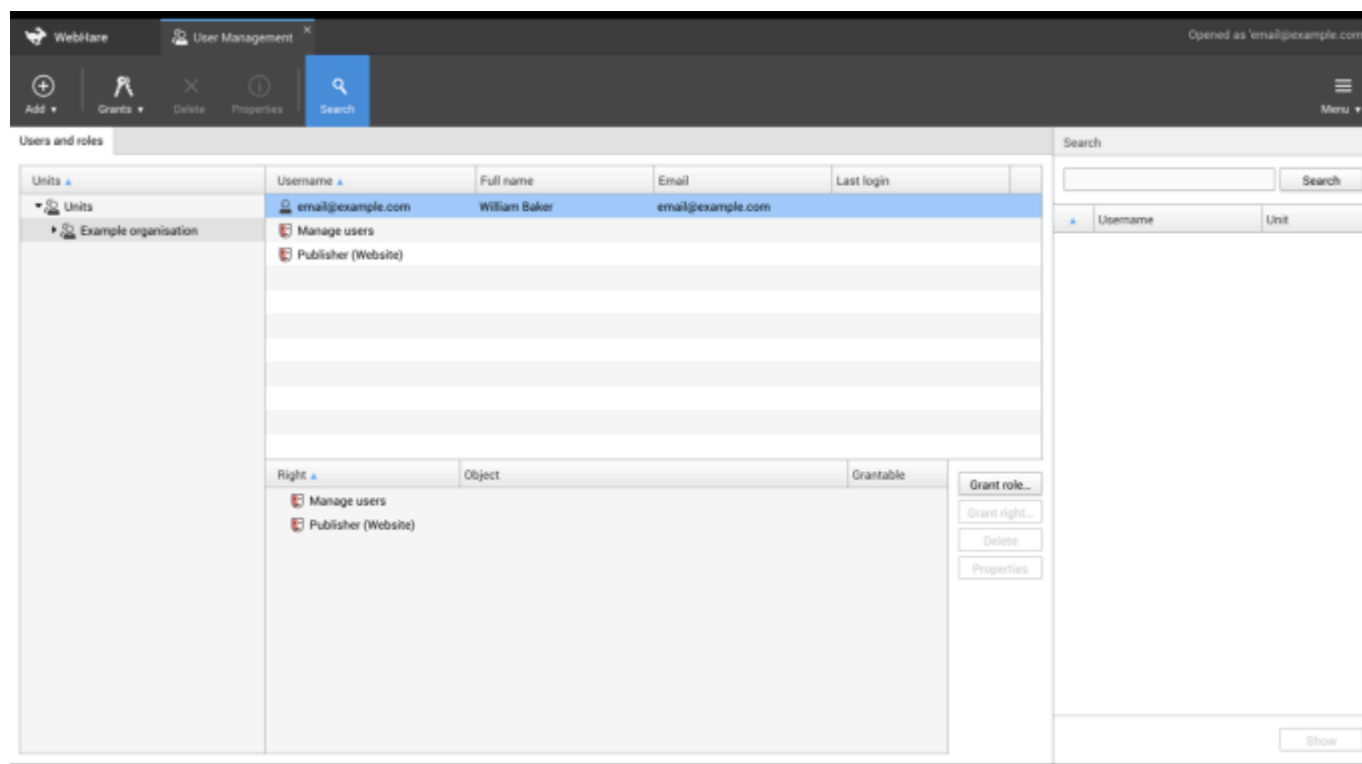 WebHare User Management × Opened as 'email@example.com
Add ▾ Grants ▾ Delete Properties Search Menu ▾
Users and roles Search
Units Username Full name Email Last login Search
Units email@example.com William Baker email@example.com Username Unit
Example organisation Manage users
Publisher (Website)
Right Object Grantable Grant role...
Manage users Grant right...
Publisher (Website) Delete
Properties
Show